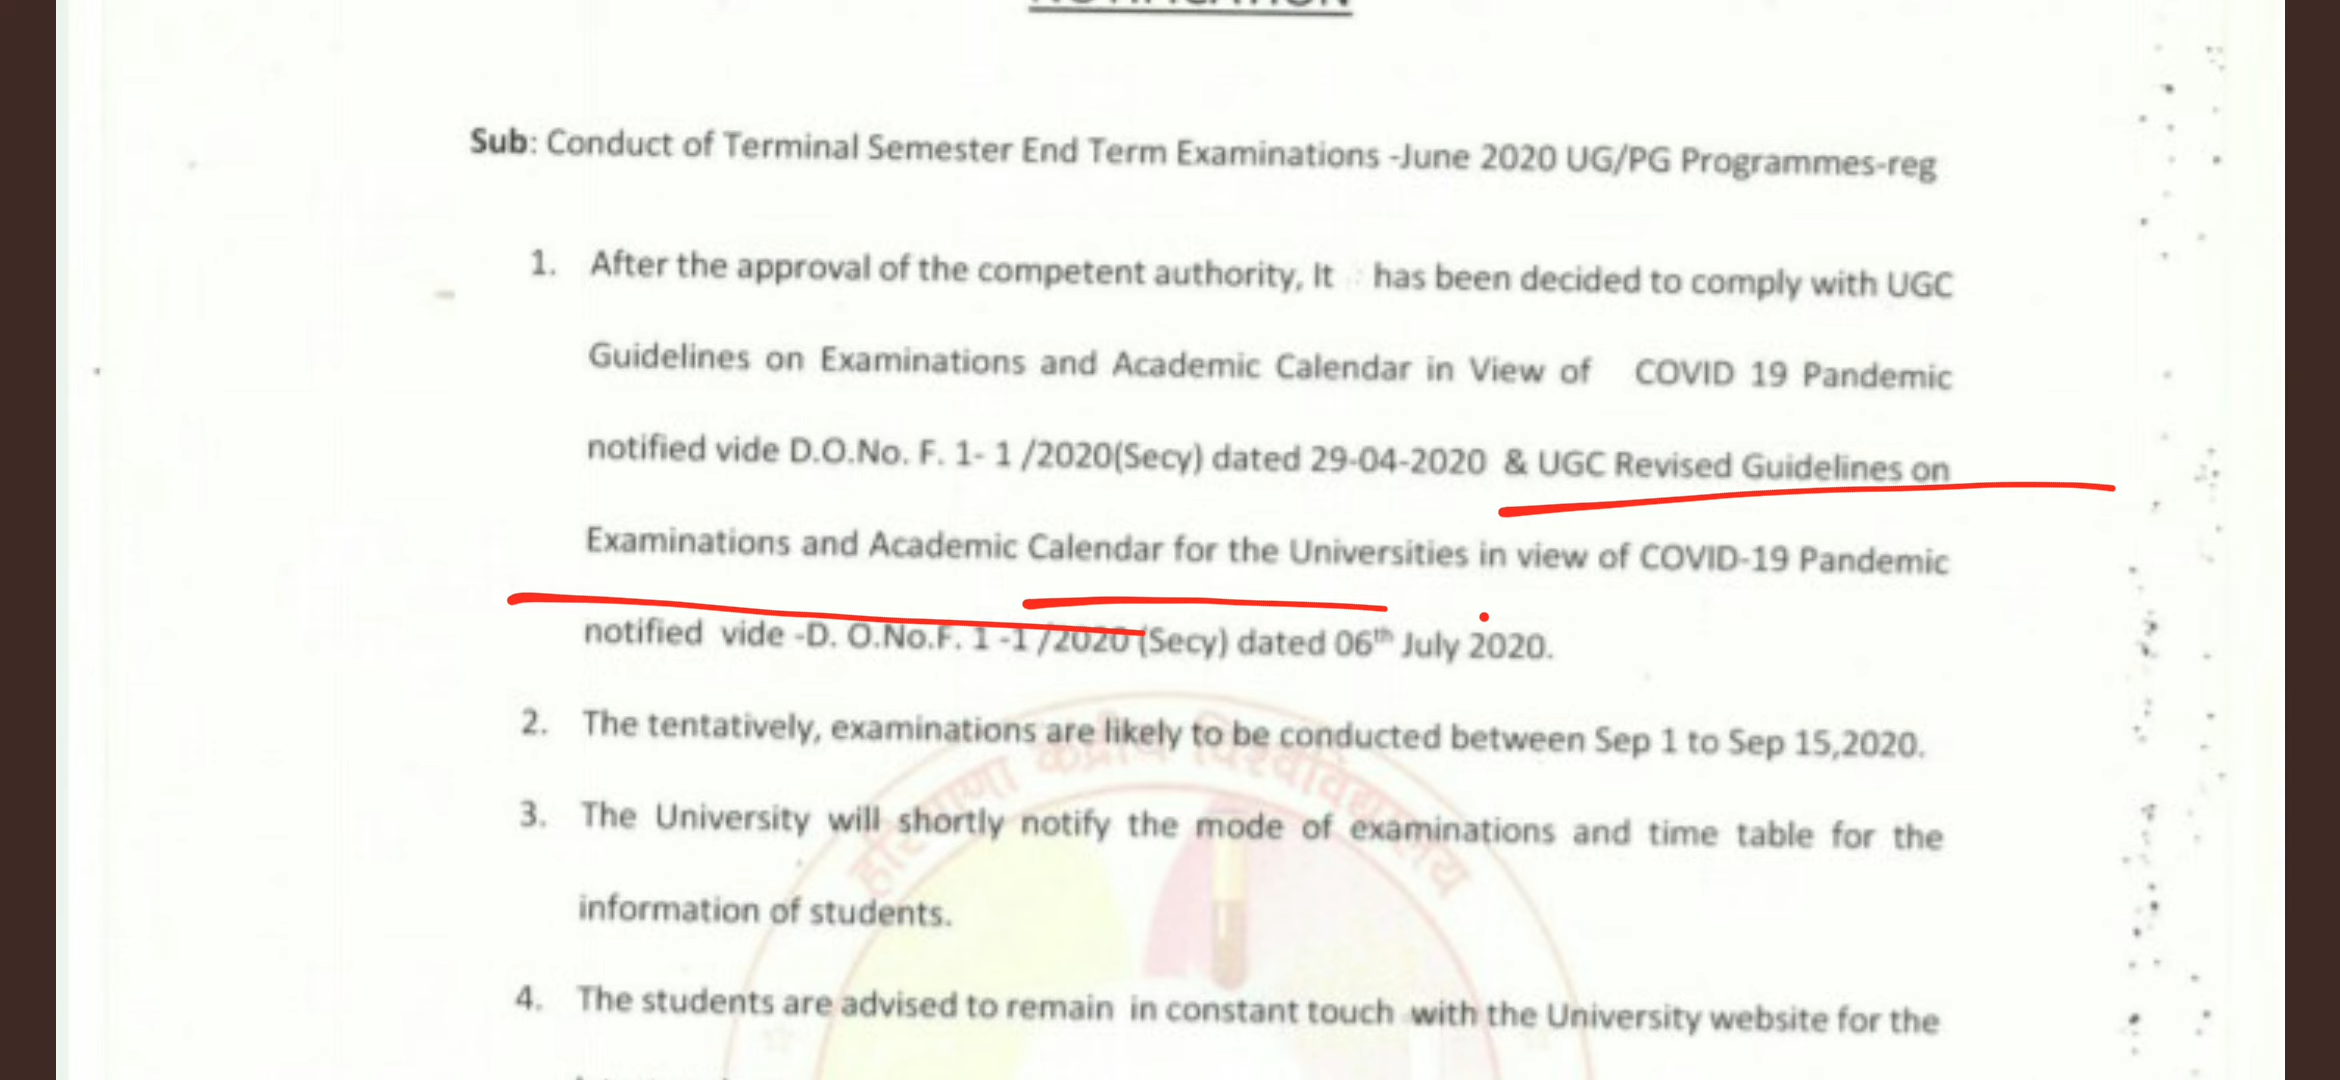 NOTIFICATION
Sub: Conduct of Terminal Semester End Term Examinations -June 2020 UG/PG Programmes-reg
1. After the approval of the competent authority, It has been decided to comply with UGC
Guidelines on Examinations and Academic Calendar in View of COVID 19 Pandemic
notified vide D.O.No. F. 1- 1 /2020(Secy) dated 29-04-2020 & UGC Revised Guidelines on
Examinations and Academic Calendar for the Universities in view of COVID-19 Pandemic
notified vide -D. O.No.F. 1 -1 /2020 (Secy) dated 06th July 2020.
2. The tentatively, examinations are likely to be conducted between Sep 1 to Sep 15,2020.
3. The University will shortly notify the mode of examinations and time table for the
information of students.
4. The students are advised to remain in constant touch with the University website for the
हरियाणा केंद्रीय विश्वविद्यालय